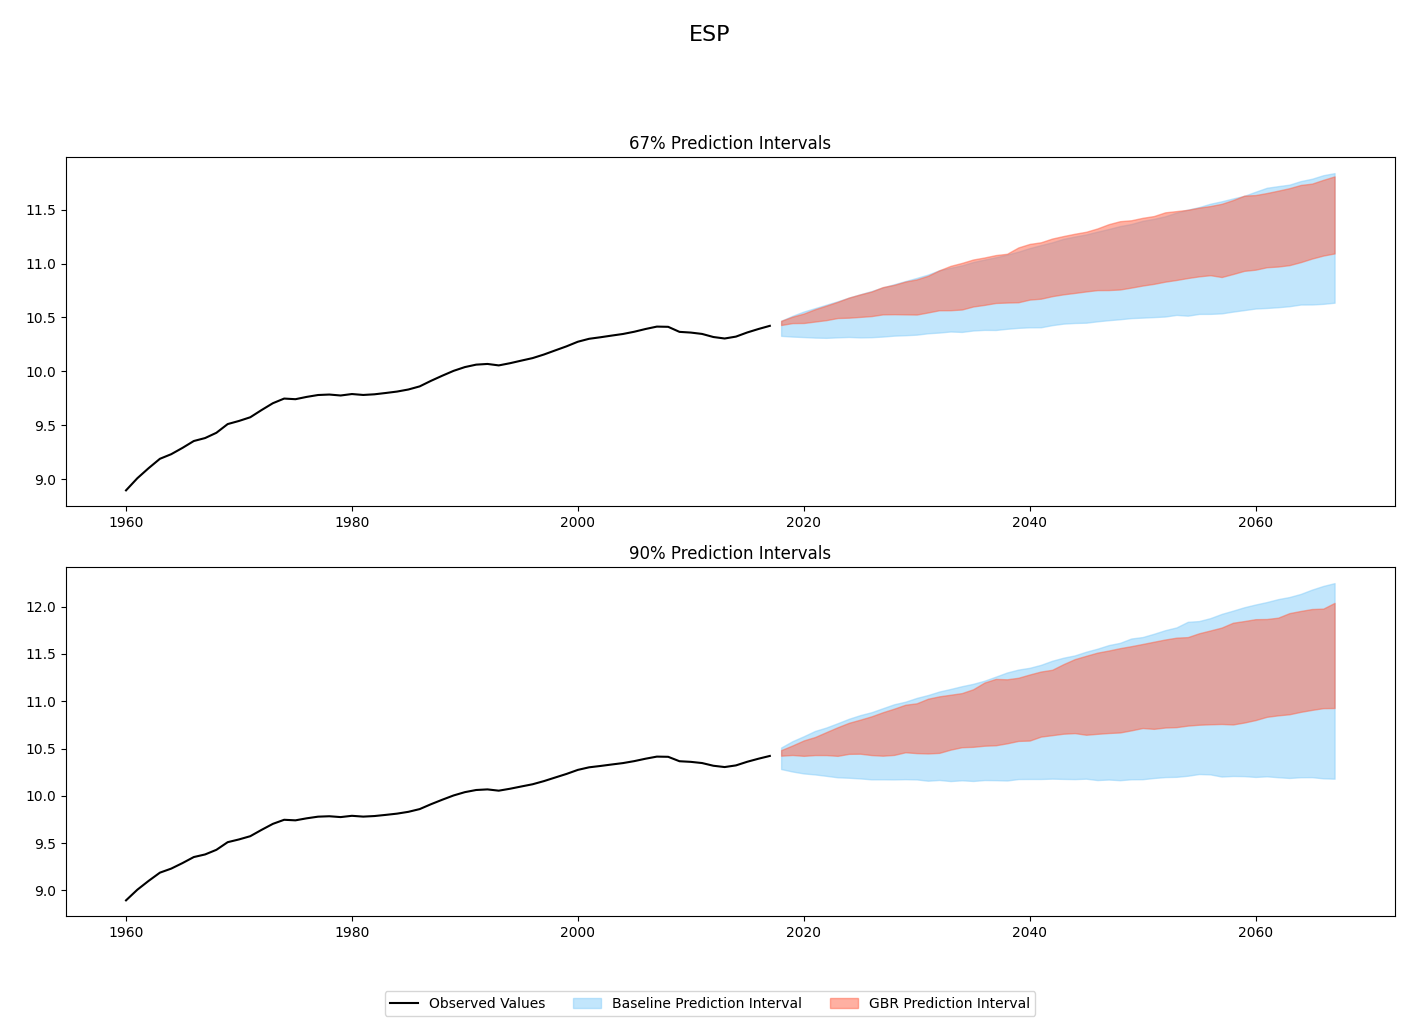 ESP
67% Prediction Intervals
11.5
11.0
10.5
10.0
9.5
9.0
1960 1980 2000 2020 2040 2060
90% Prediction Intervals
12.0
11.5
11.0
10.5
10.0
9.5
9.0
1960 1980 2000 2020 2040 2060
Observed Values Baseline Prediction Interval GBR Prediction Interval